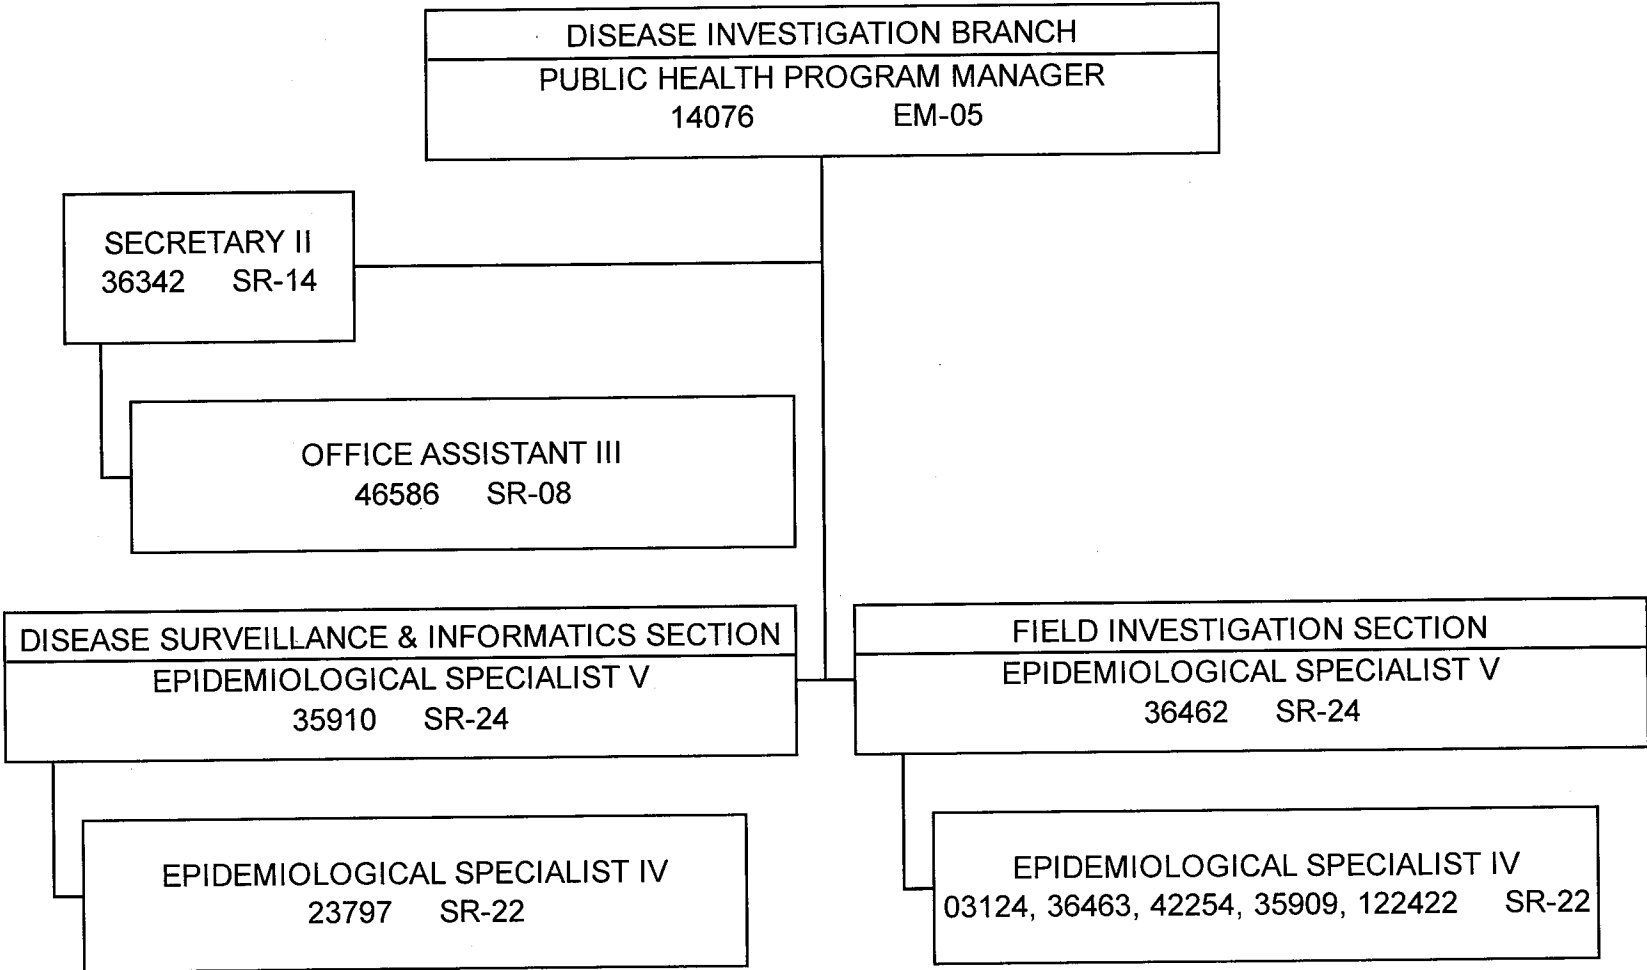 DISEASE INVESTIGATION BRANCH
PUBLIC HEALTH PROGRAM MANAGER
14076 EM-05
SECRETARY II
36342 SR-14
OFFICE ASSISTANT III
46586 SR-08
DISEASE SURVEILLANCE & INFORMATICS SECTION
EPIDEMIOLOGICAL SPECIALIST V
35910 SR-24
EPIDEMIOLOGICAL SPECIALIST IV
23797 SR-22
FIELD INVESTIGATION SECTION
EPIDEMIOLOGICAL SPECIALIST V
36462 SR-24
EPIDEMIOLOGICAL SPECIALIST IV
03124, 36463, 42254, 35909, 122422 SR-22